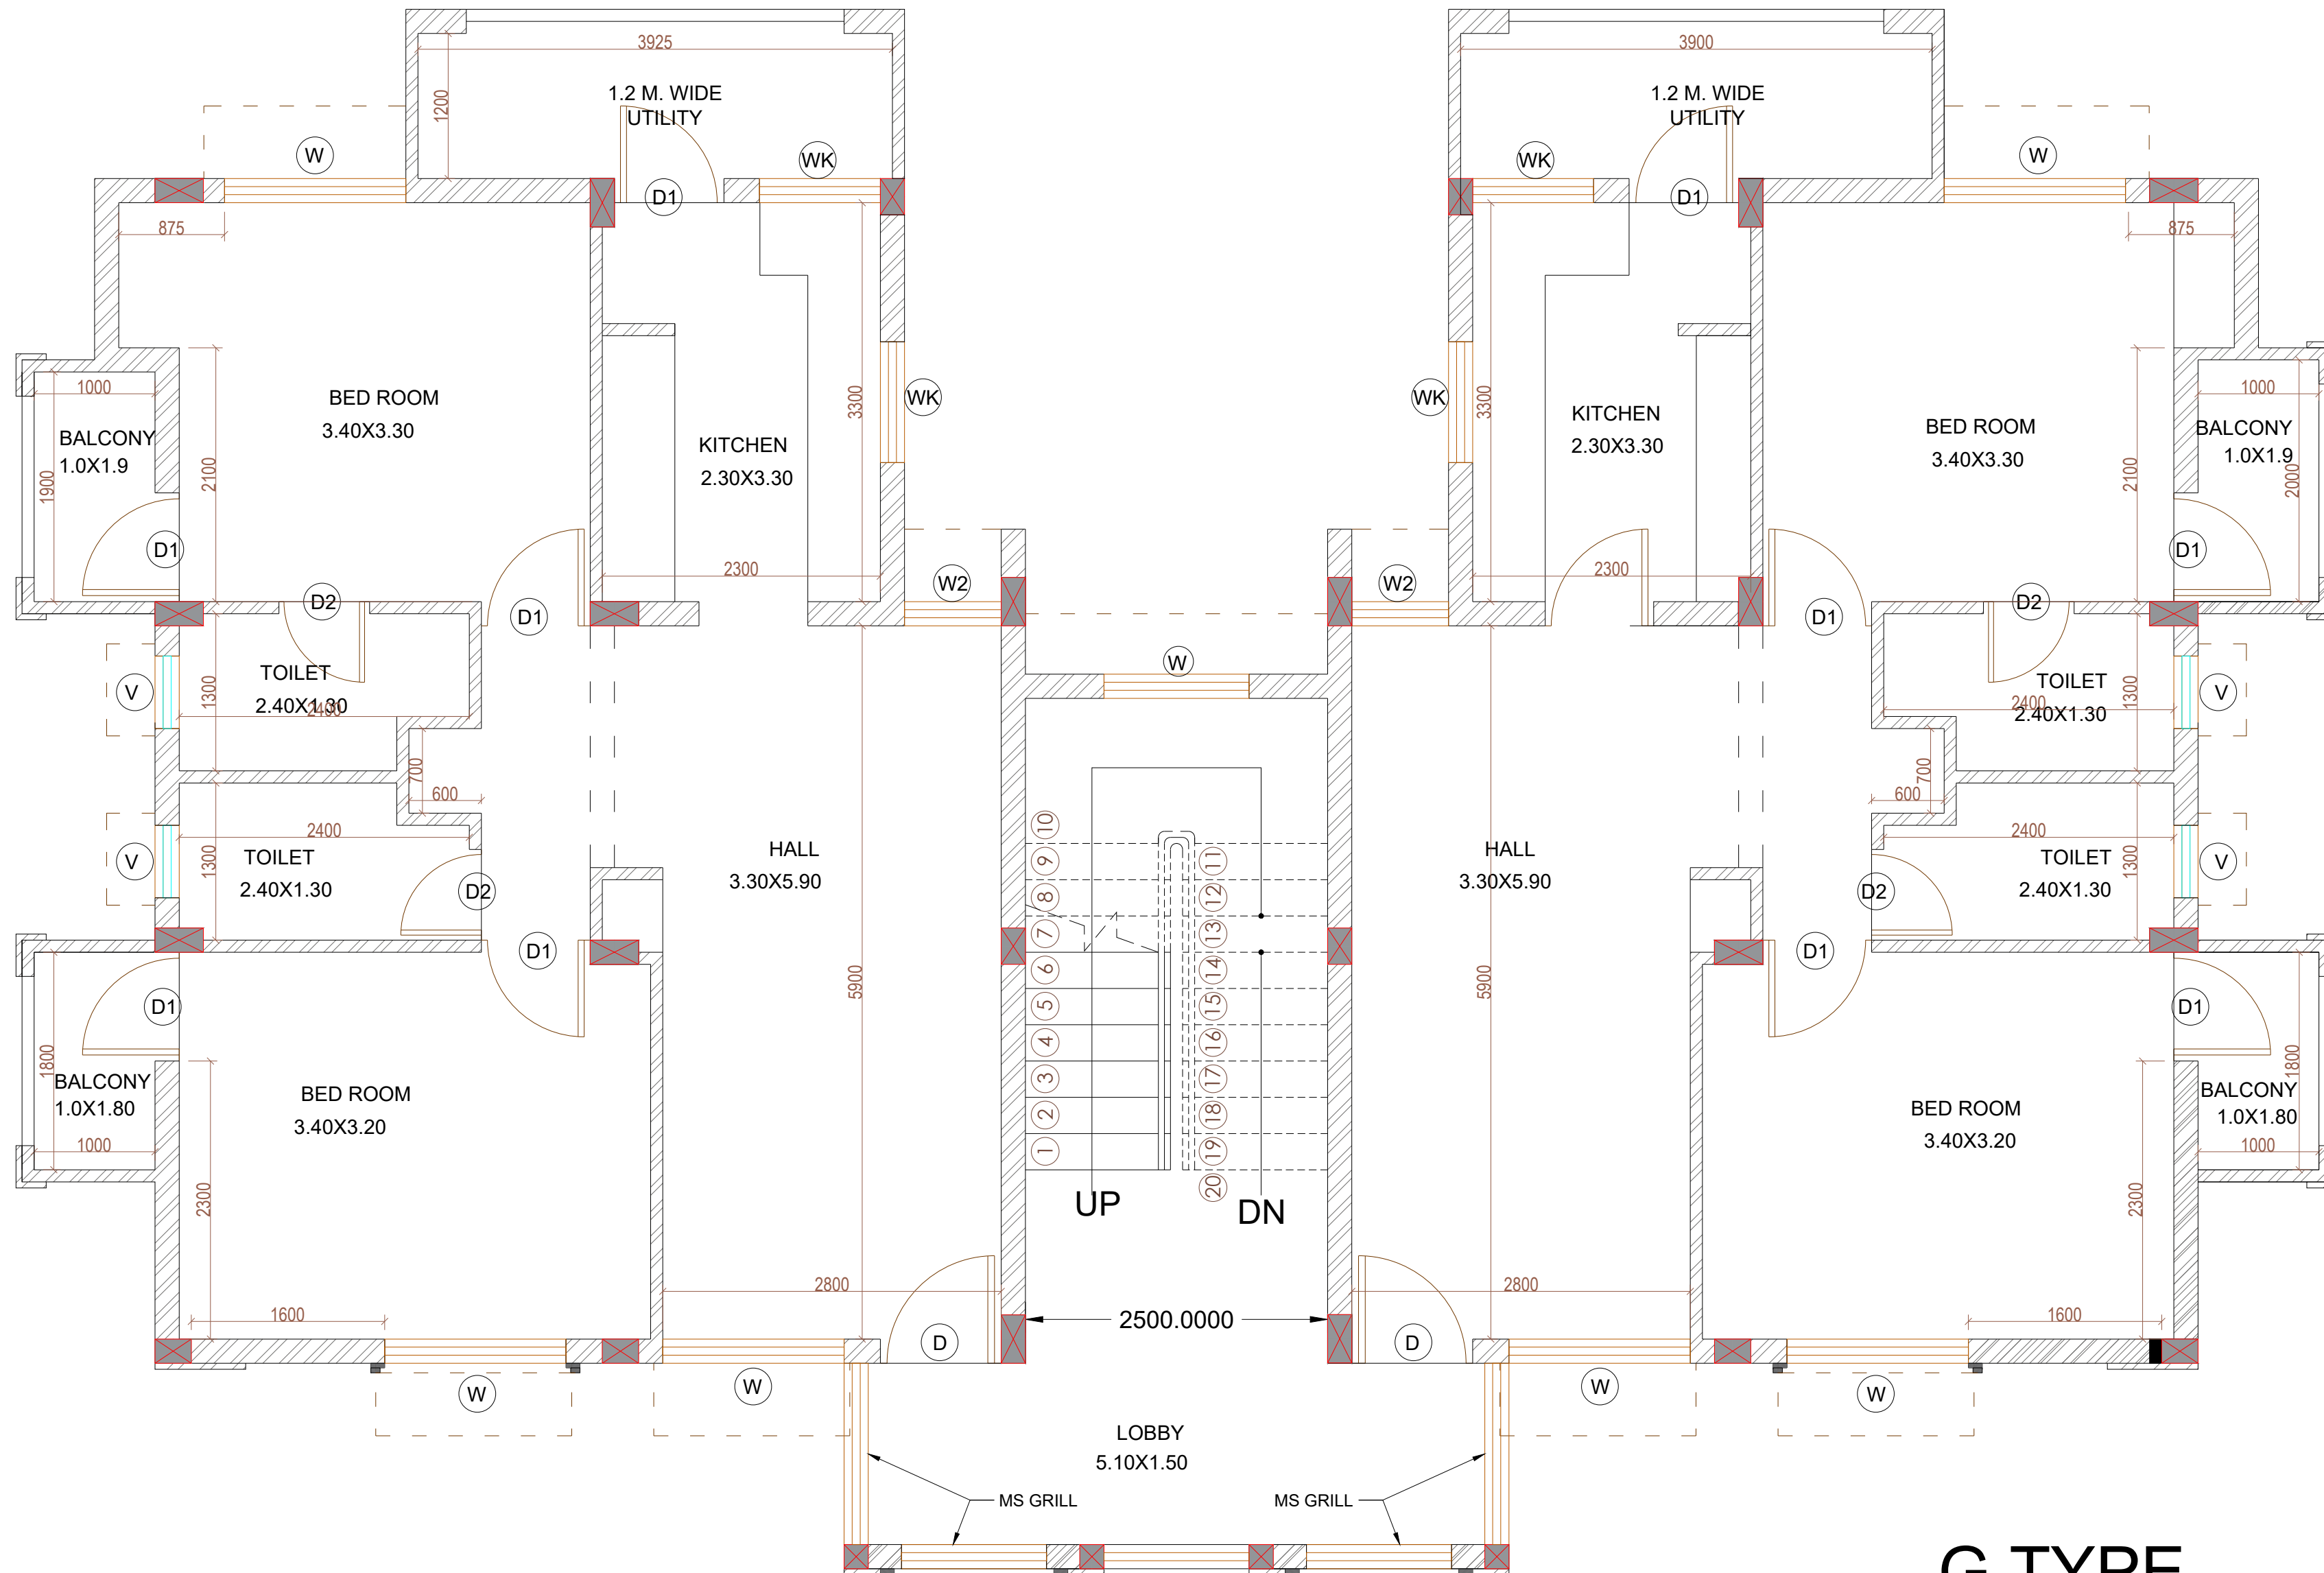 3925
3900
1.2 M. WIDE
UTILITY
1.2 M. WIDE
UTILITY
1200
W
WK
WK
W
D1
D1
875
875
1000
BALCONY
1.0X1.9
1900
2100
BED ROOM
3.40X3.30
KITCHEN
2.30X3.30
3300
WK
WK
3300
KITCHEN
2.30X3.30
BED ROOM
3.40X3.30
2100
1000
BALCONY
1.0X1.9
2000
D1
D1
2300
W2
W2
2300
D2
D1
D1
D2
TOILET
2.40X1.30
2400
1300
V
W
TOILET
2.40X1.30
2400
1300
V
700
600
700
600
2400
TOILET
2.40X1.30
1300
V
D2
HALL
3.30X5.90
HALL
3.30X5.90
2400
TOILET
2.40X1.30
1300
V
D2
10
9
8
7
6
5
4
3
2
1
11
12
13
14
15
16
17
18
19
20
D1
D1
D1
D1
5900
5900
1800
BALCONY
1.0X1.80
1000
BED ROOM
3.40X3.20
2300
UP
DN
BED ROOM
3.40X3.20
2300
1800
BALCONY
1.0X1.80
1000
1600
2800
2500.0000
2800
1600
D
D
W
W
W
W
LOBBY
5.10X1.50
MS GRILL
MS GRILL
G TYPE